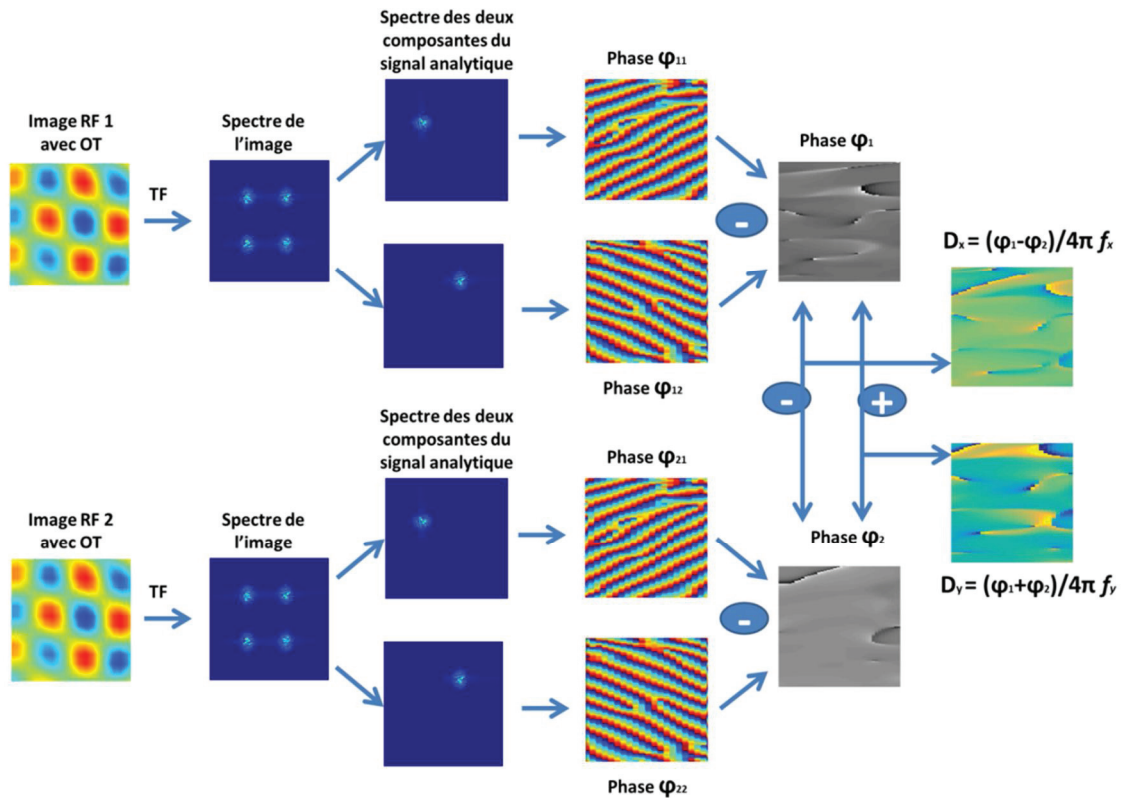 Spectre des deux
composantes du
signal analytique
Phase φ11
Image RF 1
avec OT
Spectre de
l'image
TF
Phase φ1
-
Dx = (φ1-φ2)/4π fx
Phase φ12
-
+
Spectre des deux
composantes du
signal analytique
Phase φ21
Image RF 2
avec OT
Spectre de
l'image
TF
Phase φ2
-
Dy = (φ1+φ2)/4π fy
Phase φ22